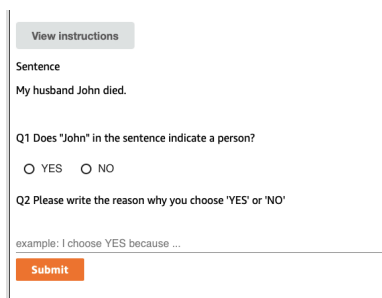 View instructions
Sentence
My husband John died.
Q1 Does "John" in the sentence indicate a person?
YES NO
Q2 Please write the reason why you choose 'YES' or 'NO'
example: I choose YES because ...
Submit